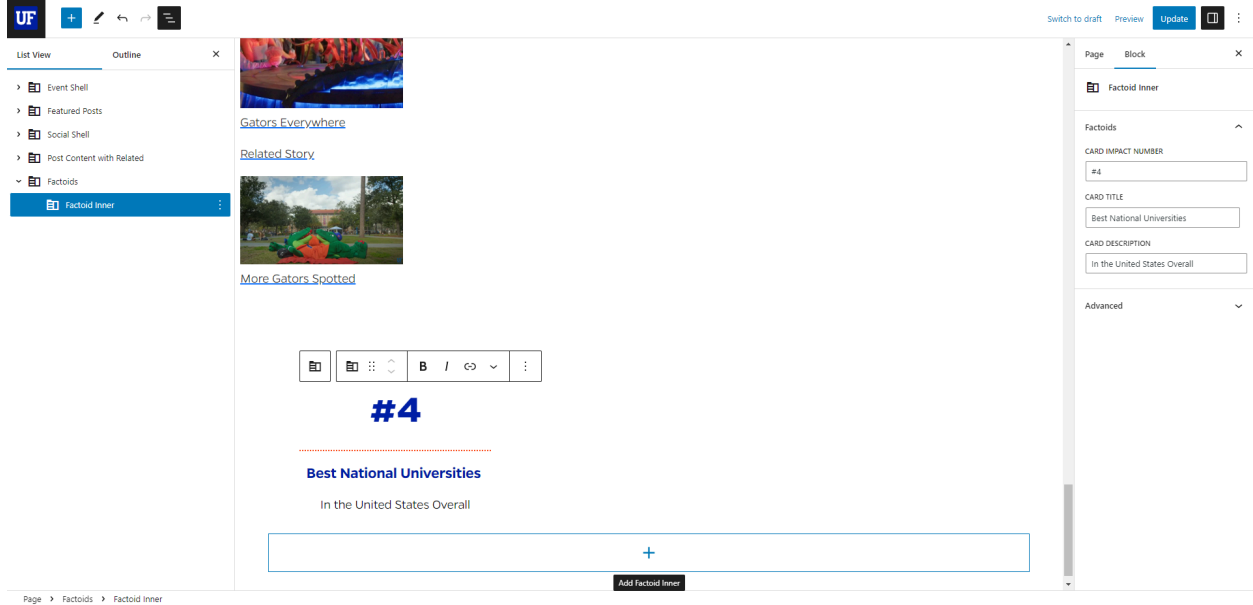 UF
Switch to draft
Preview
Update
List View
Outline
Event Shell
Featured Posts
Social Shell
Post Content with Related
Factoids
Factoid Inner
Gators Everywhere
Related Story
More Gators Spotted
B I
#4
Best National Universities
In the United States Overall
Add Factoid Inner
Page
Block
Factoid Inner
Factoids
CARD IMPACT NUMBER
#4
CARD TITLE
Best National Universities
CARD DESCRIPTION
In the United States Overall
Advanced
Page > Factoids > Factoid Inner